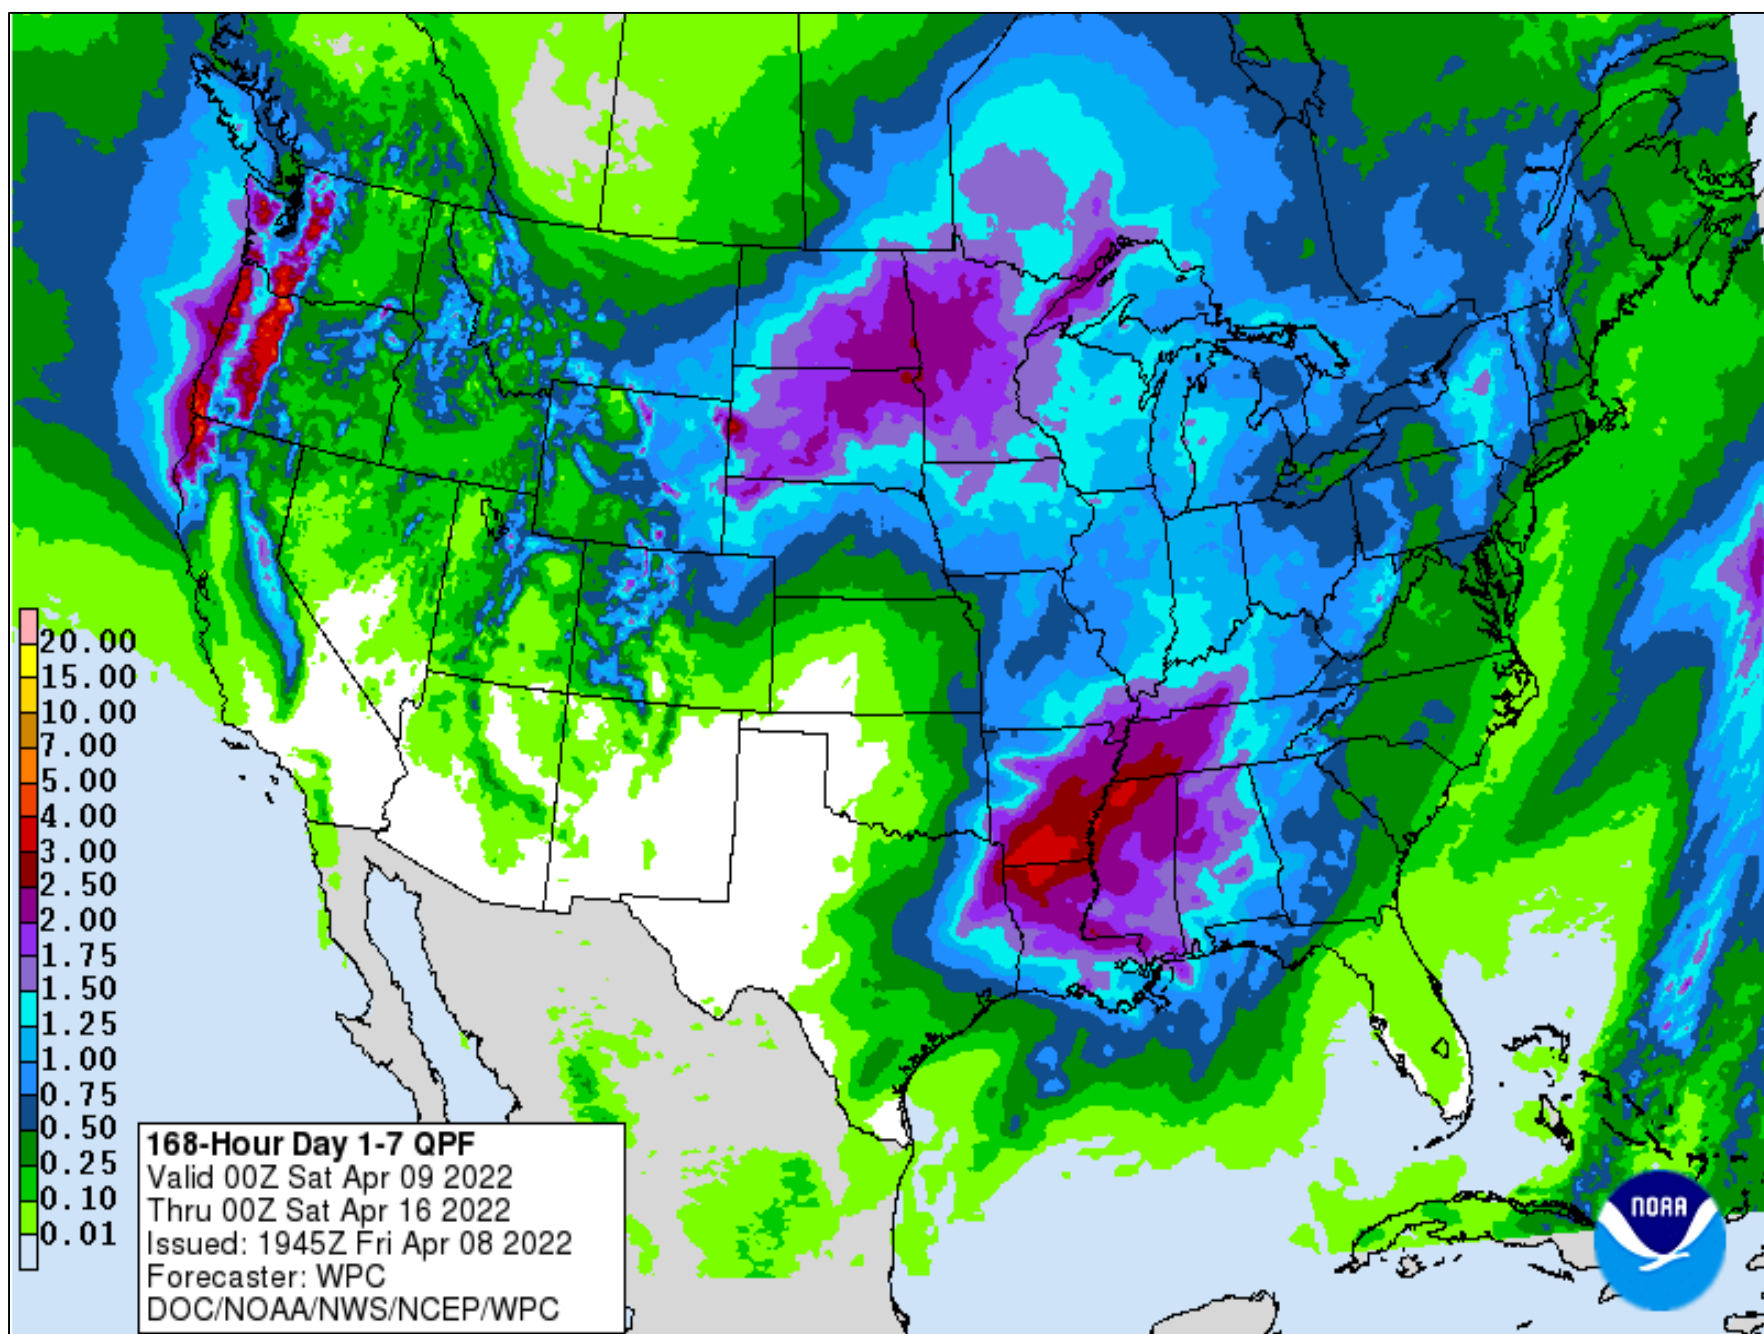 20.00
15.00
10.00
7.00
5.00
4.00
3.00
2.50
2.00
1.75
1.50
1.25
1.00
0.75
0.50
0.25
0.10
0.01
168-Hour Day 1-7 QPF
Valid 00Z Sat Apr 09 2022
Thru 00Z Sat Apr 16 2022
Issued: 1945Z Fri Apr 08 2022
Forecaster: WPC
DOC/NOAA/NWS/NCEP/WPC
NOAA